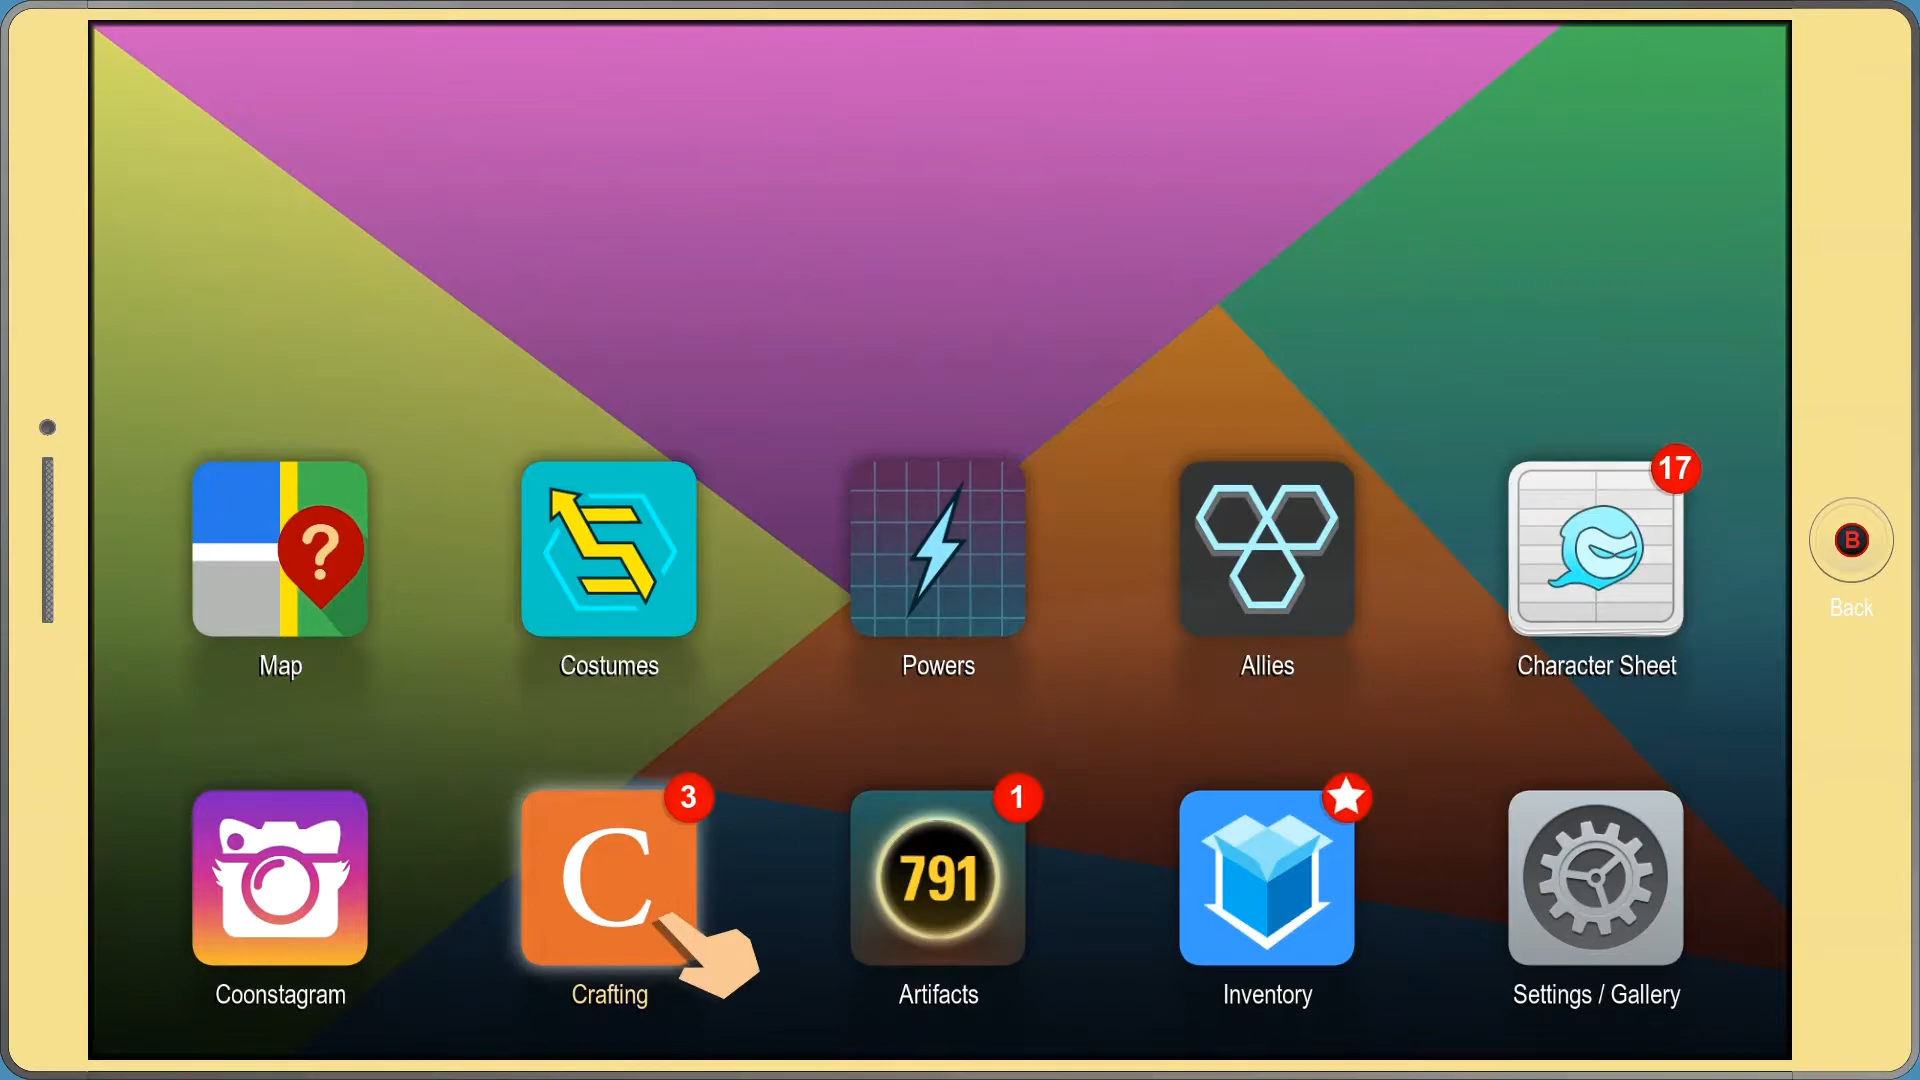 17
?
B
Map
Costumes
Powers
Allies
Character Sheet
Back
3
1
C
791
Coonstagram
Crafting
Artifacts
Inventory
Settings / Gallery